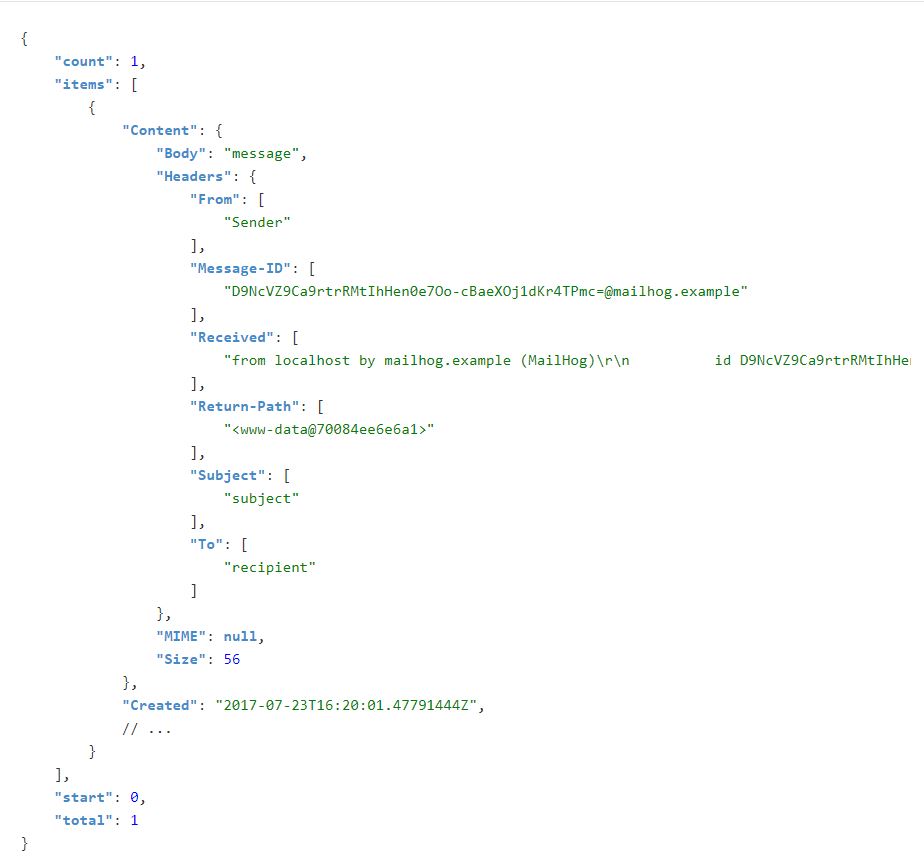 {
    "count": 1,
    "items": [
        {
            "Content": {
                "Body": "message",
                "Headers": {
                    "From": [
                        "Sender"
                    ],
                    "Message-ID": [
                        "D9NcVZ9Ca9rtrRMtIhHen0e7Oo-cBaeXOj1dKr4TPmc=@mailhog.example"
                    ],
                    "Received": [
                        "from localhost by mailhog.example (MailHog)\r\n          id D9NcVZ9Ca9rtrRMtIhHe
                    ],
                    "Return-Path": [
                        "<www-data@70084ee6e6a1>"
                    ],
                    "Subject": [
                        "subject"
                    ],
                    "To": [
                        "recipient"
                    ]
                },
                "MIME": null,
                "Size": 56
            },
            "Created": "2017-07-23T16:20:01.47791444Z",
            // ...
        }
    ],
    "start": 0,
    "total": 1
}